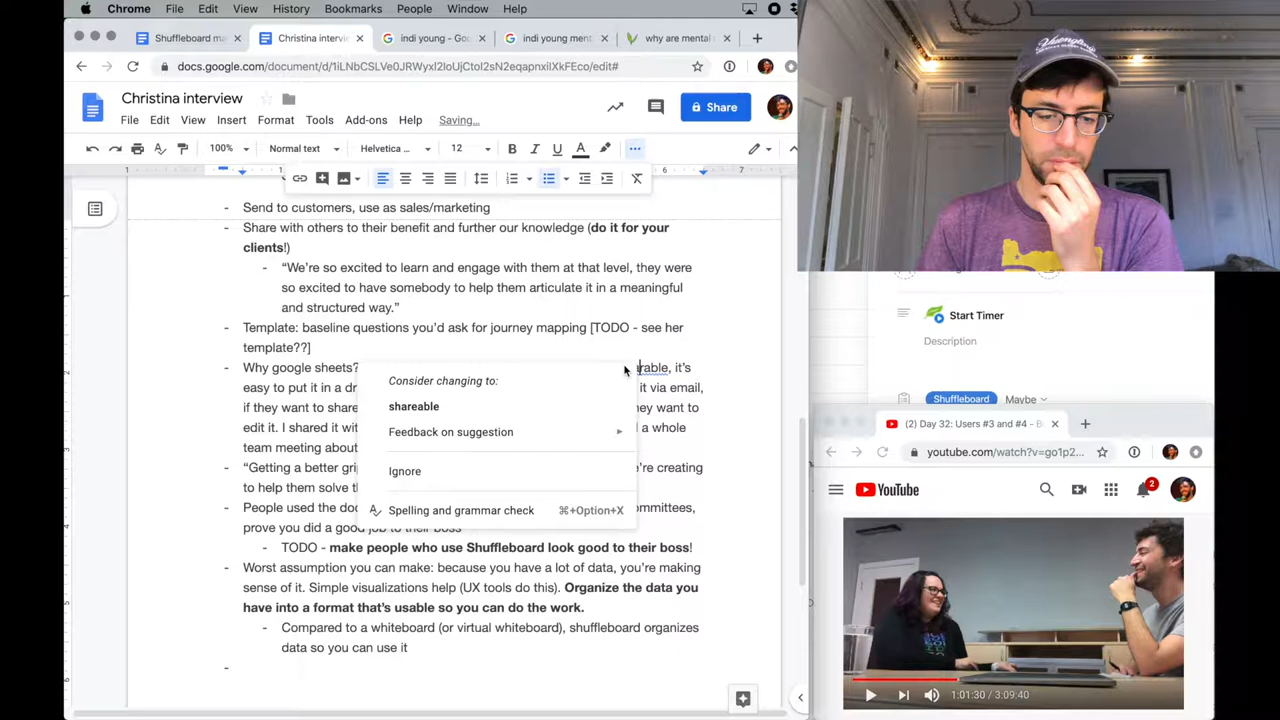 Chrome File Edit View History Bookmarks People Window Help
Shuffleboard ma
Christina intervie
indi young
indi young ment
why are mental
docs.google.com/document/d/
/edit#
Christina interview
File Edit View Insert Format Tools Add-ons Help Saving...
Share
100% Normal text Helvetica ... 12 B I U A
1 6 7
- Send to customers, use as sales/marketing
- Share with others to their benefit and further our knowledge (do it for your
clients!)
- “We’re so excited to learn and engage with them at that level, they were
so excited to have somebody to help them articulate it in a meaningful
and structured way.”
- Template: baseline questions you’d ask for journey mapping [TODO - see her
template??]
- Why google sheets? arable, it’s
easy to put it in a dr it via email,
if they want to share ey want to
edit it. I shared it wit d a whole
team meeting about
- “Getting a better grip ’re creating
to help them solve th
- People used the doc ommittees,
prove you did a good job to their boss
- TODO - make people who use Shuffleboard look good to their boss!
- Worst assumption you can make: because you have a lot of data, you’re making
sense of it. Simple visualizations help (UX tools do this). Organize the data you
have into a format that’s usable so you can do the work.
- Compared to a whiteboard (or virtual whiteboard), shuffleboard organizes
data so you can use it
-
Consider changing to:
shareable
Feedback on suggestion
Ignore
Spelling and grammar check ⌘+Option+X
Yuengling
Start Timer
Description
Shuffleboard Maybe
(2) Day 32: Users #3 and #4 - B
youtube.com/watch?v=go1p2...
YouTube
2
1:01:30 / 3:09:40